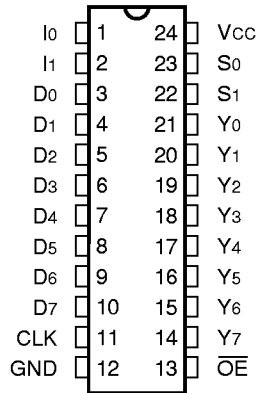 I0 1 24 VCC
I1 2 23 S0
D0 3 22 S1
D1 4 21 Y0
D2 5 20 Y1
D3 6 19 Y2
D4 7 18 Y3
D5 8 17 Y4
D6 9 16 Y5
D7 10 15 Y6
CLK 11 14 Y7
GND 12 13 O̅E̅